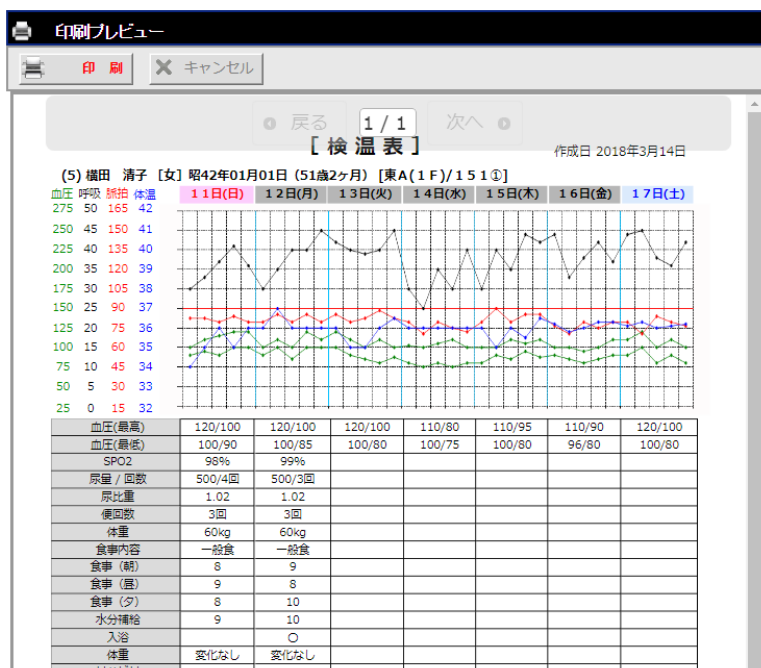 印刷プレビュー
印 刷 キャンセル
戻る 1 / 1 次へ
[ 検 温 表 ]
作成日 2018年3月14日
(5) 横田　清子 [女] 昭42年01月01日（51歳2ヶ月） [東A(１F)/１５１①]
血圧 呼吸 脈拍 体温 １１日(日) １２日(月) １３日(火) １４日(水) １５日(木) １６日(金) １７日(土)
275 50 165 42
250 45 150 41
225 40 135 40
200 35 120 39
175 30 105 38
150 25 90 37
125 20 75 36
100 15 60 35
75 10 45 34
50 5 30 33
25 0 15 32
血圧(最高) 120/100 120/100 120/100 110/80 110/95 110/90 120/100
血圧(最低) 100/90 100/85 100/80 100/75 100/80 96/80 100/80
SPO2 98% 99%
尿量 / 回数 500/4回 500/3回
尿比重 1.02 1.02
便回数 3回 3回
体重 60kg 60kg
食事内容 一般食 一般食
食事（朝） 8 9
食事（昼） 9 8
食事（夕） 8 10
水分補給 9 10
入浴 ○
体重 変化なし 変化なし